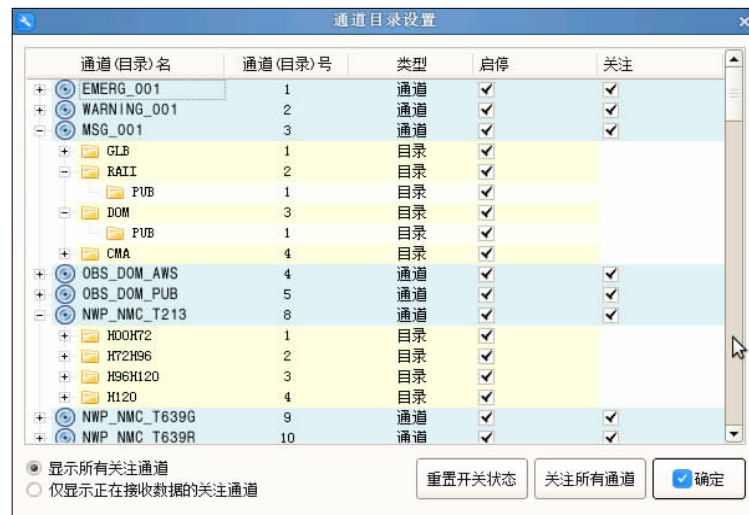 通道目录设置
通道(目录)名 通道(目录)号 类型 启停 关注
EMERG_001 1 通道
WARNING_001 2 通道
MSG_001 3 通道
GLB 1 目录
RAII 2 目录
PUB 1 目录
DOM 3 目录
PUB 1 目录
CMA 4 目录
OBS_DOM_AWS 4 通道
OBS_DOM_PUB 5 通道
NWP_NMC_T213 8 通道
H00H72 1 目录
H72H96 2 目录
H96H120 3 目录
H120 4 目录
NWP_NMC_T639G 9 通道
NWP_NMC_T639R 10 通道
显示所有关注通道
仅显示正在接收数据的关注通道
重置开关状态 关注所有通道 确定